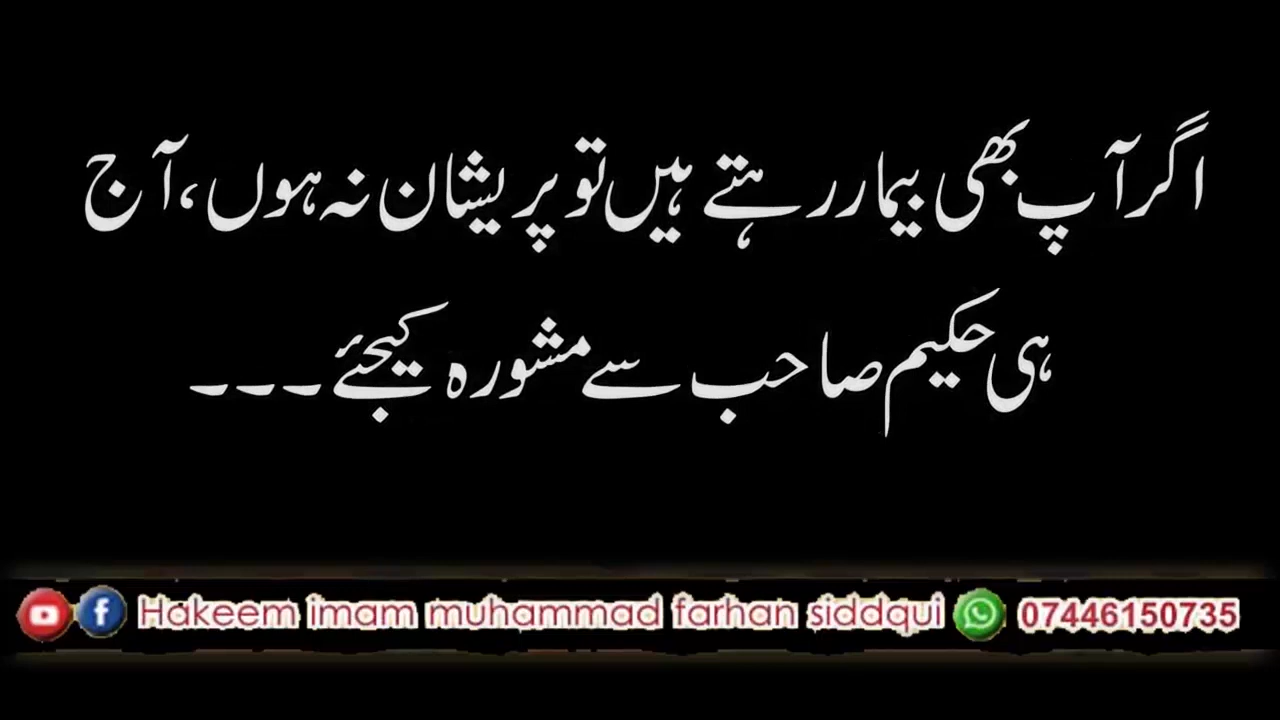 اگر آپ بھی بیمار رہتے ہیں تو پریشان نہ ہوں، آج
ہی حکیم صاحب سے مشورہ کیجئے۔۔۔
Hakeem imam muhammad farhan siddqui 07446150735